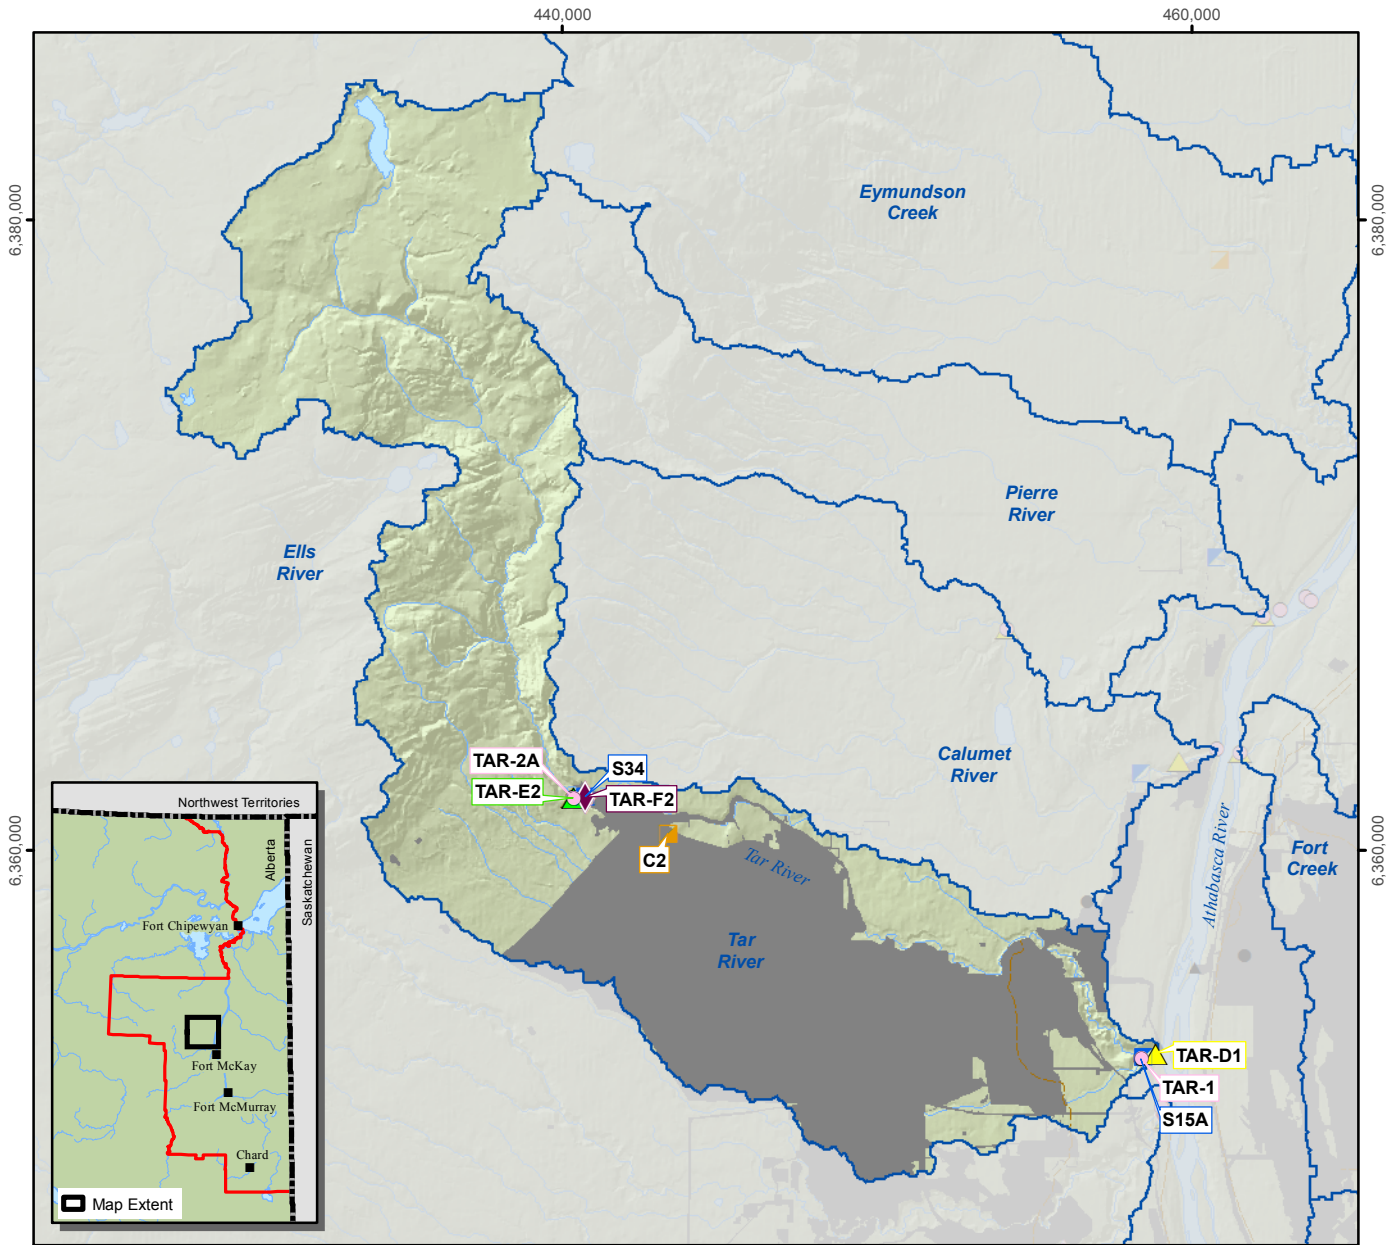 440,000
460,000
6,380,000
6,380,000
Eymundson
Creek
Pierre
River
Ells
River
Calumet
River
TAR-2A
S34
TAR-E2
TAR-F2
C2
Tar River
6,360,000
6,360,000
Fort
Creek
Athabasca River
Tar
River
TAR-D1
TAR-1
S15A
Northwest Territories
Alberta
Saskatchewan
Fort Chipewyan
Fort McKay
Fort McMurray
Chard
Map Extent